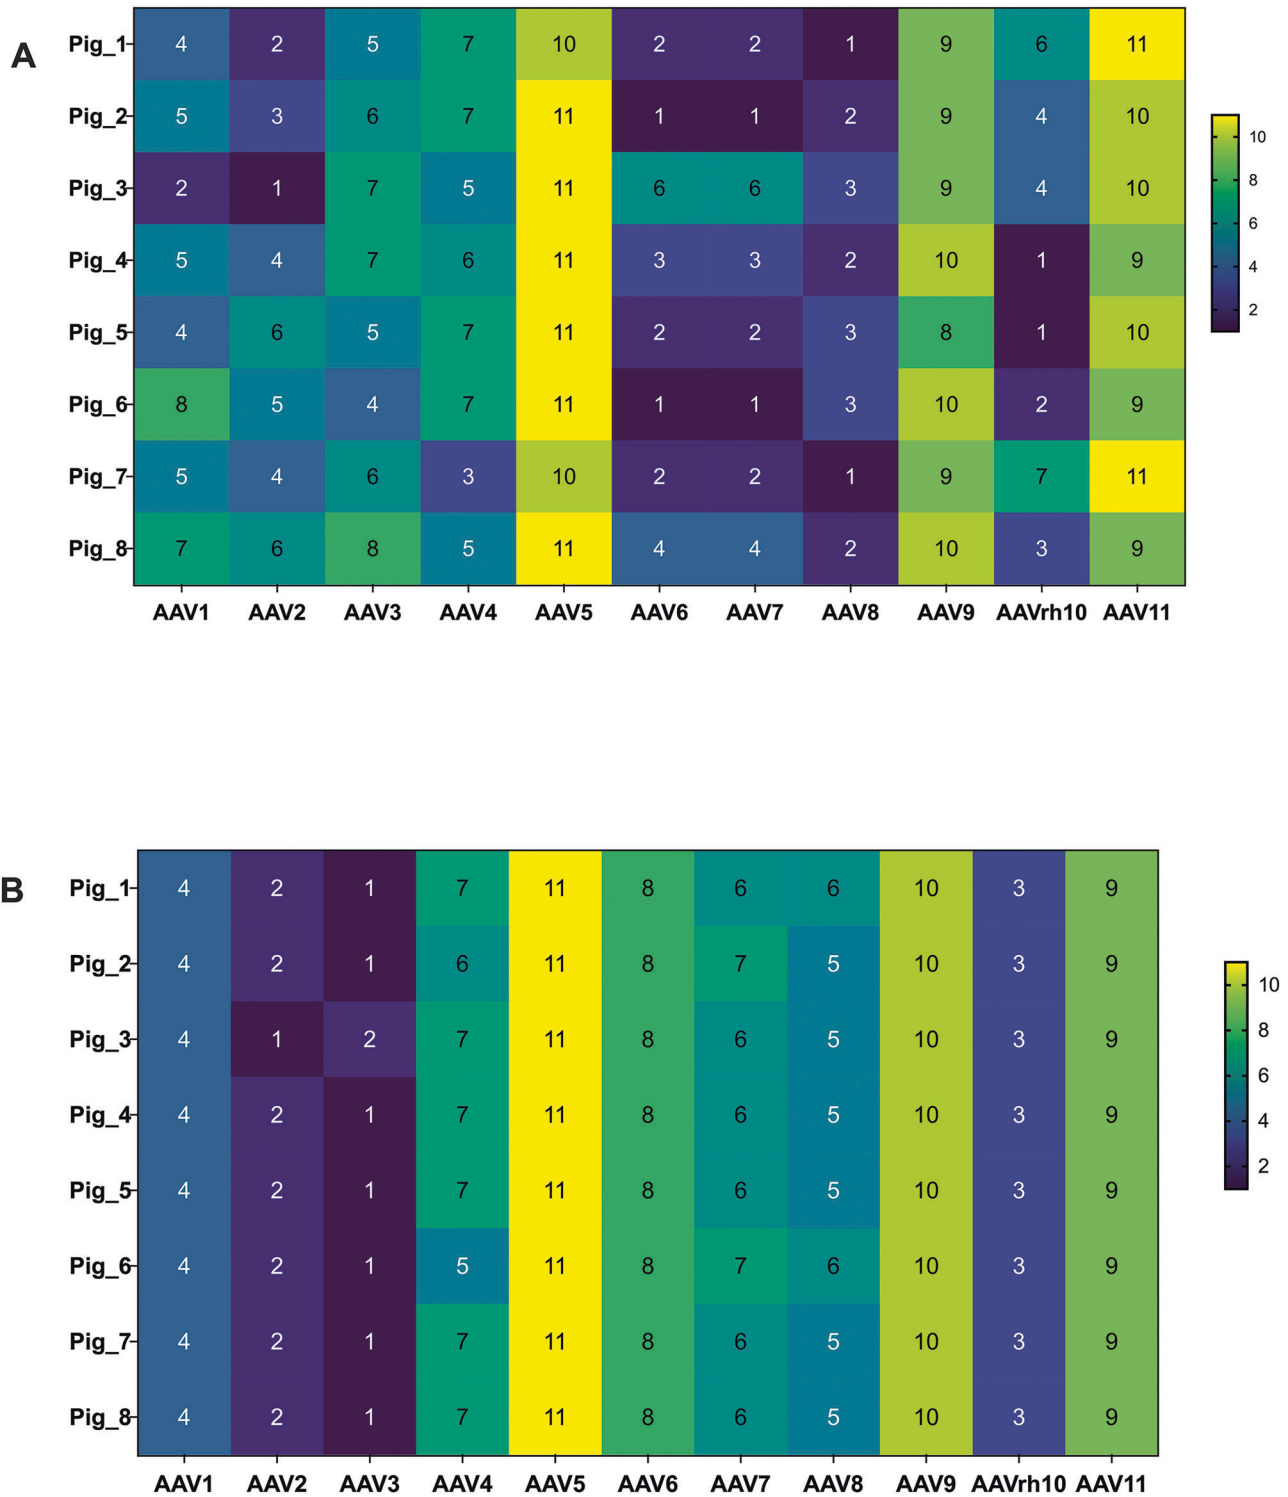 A
Pig_1 4 2 5 7 10 2 2 1 9 6 11
Pig_2 5 3 6 7 11 1 1 2 9 4 10
Pig_3 2 1 7 5 11 6 6 3 9 4 10
Pig_4 5 4 7 6 11 3 3 2 10 1 9
Pig_5 4 6 5 7 11 2 2 3 8 1 10
Pig_6 8 5 4 7 11 1 1 3 10 2 9
Pig_7 5 4 6 3 10 2 2 1 9 7 11
Pig_8 7 6 8 5 11 4 4 2 10 3 9
AAV1 AAV2 AAV3 AAV4 AAV5 AAV6 AAV7 AAV8 AAV9 AAVrh10 AAV11
10
8
6
4
2
B
Pig_1 4 2 1 7 11 8 6 6 10 3 9
Pig_2 4 2 1 6 11 8 7 5 10 3 9
Pig_3 4 1 2 7 11 8 6 5 10 3 9
Pig_4 4 2 1 7 11 8 6 5 10 3 9
Pig_5 4 2 1 7 11 8 6 5 10 3 9
Pig_6 4 2 1 5 11 8 7 6 10 3 9
Pig_7 4 2 1 7 11 8 6 5 10 3 9
Pig_8 4 2 1 7 11 8 6 5 10 3 9
AAV1 AAV2 AAV3 AAV4 AAV5 AAV6 AAV7 AAV8 AAV9 AAVrh10 AAV11
10
8
6
4
2